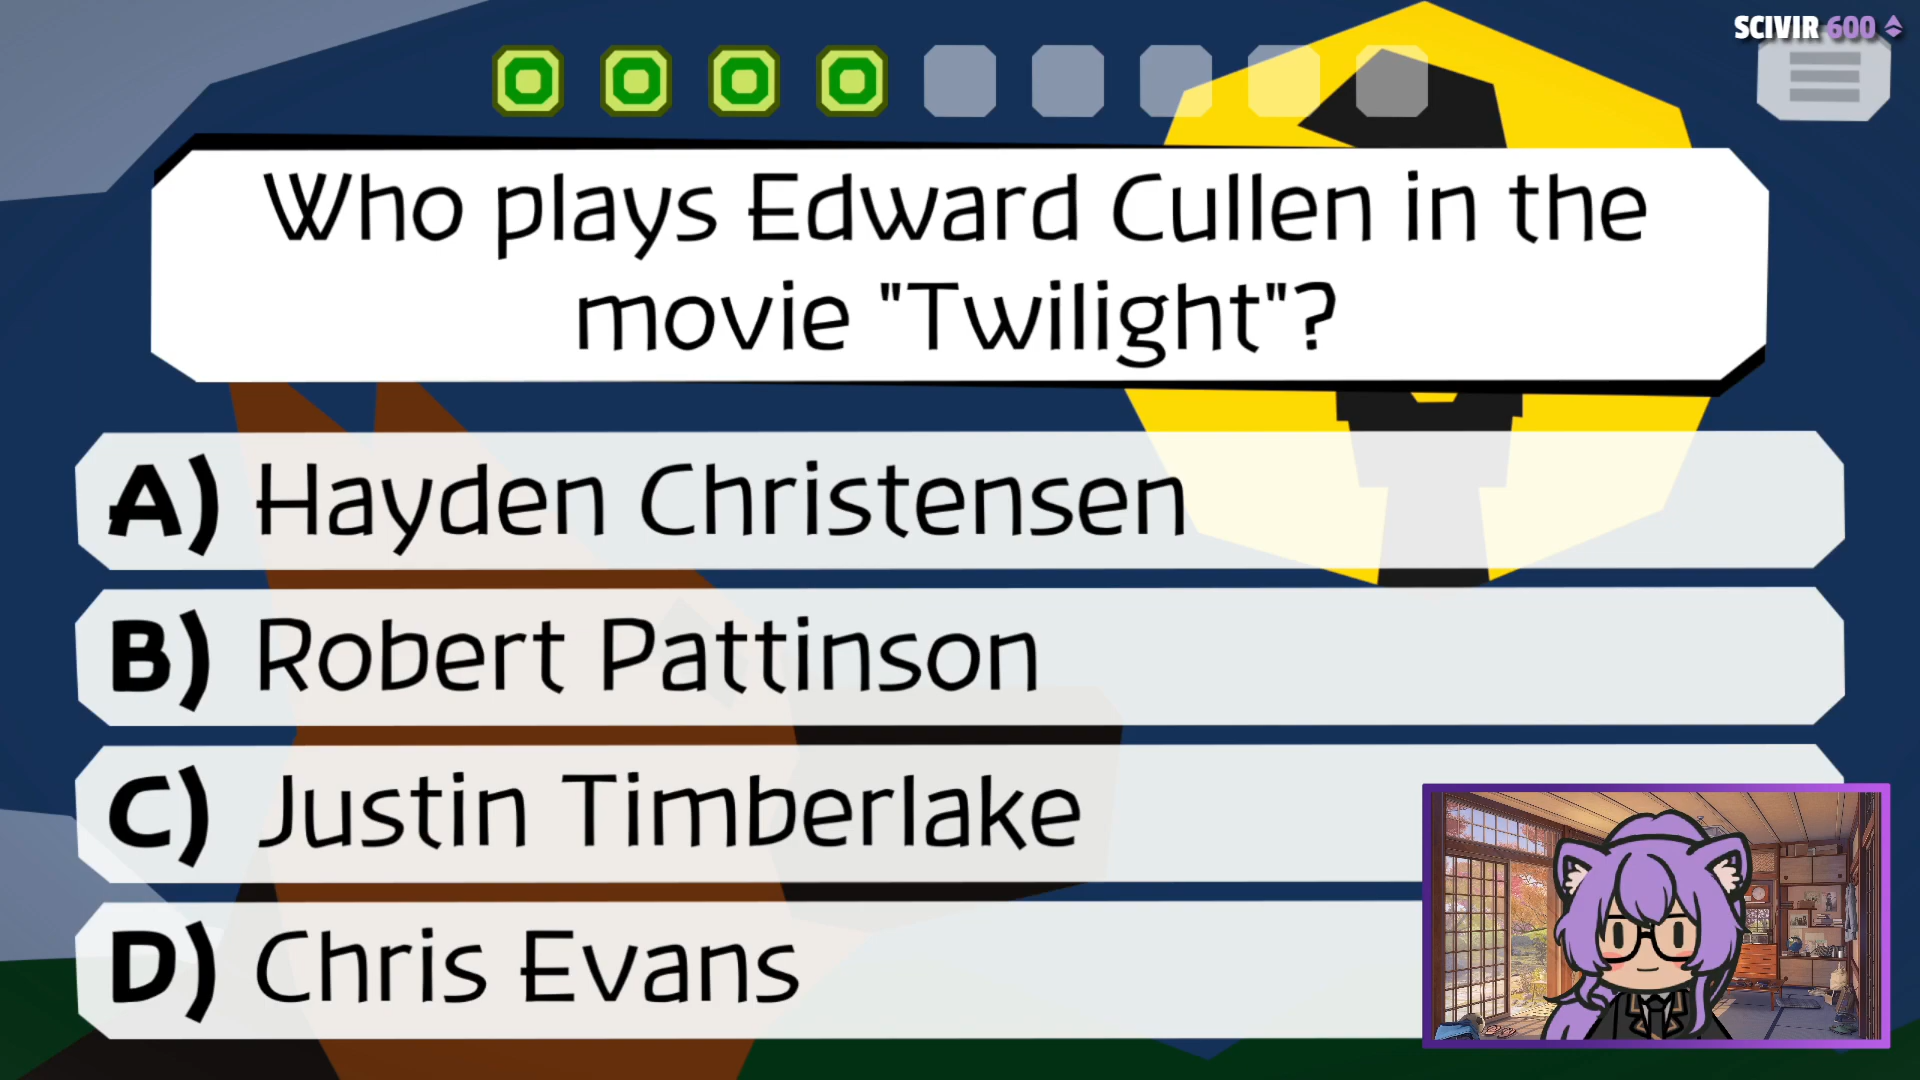 SCIVIR 600
Who plays Edward Cullen in the
movie "Twilight"?
A) Hayden Christensen
B) Robert Pattinson
C) Justin Timberlake
D) Chris Evans